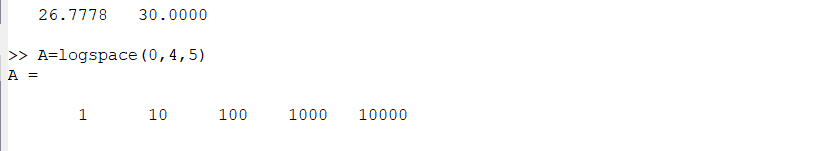 26.7778 30.0000
>> A=logspace(0,4,5)
A =
1 10 100 1000 10000